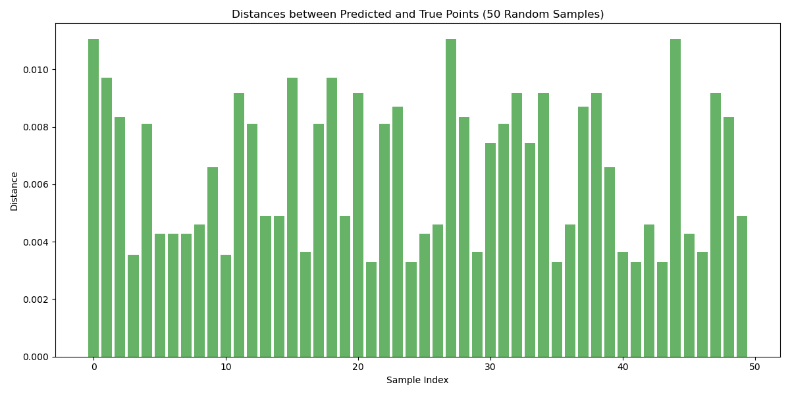 Distances between Predicted and True Points (50 Random Samples)
Distance
0.010
0.008
0.006
0.004
0.002
0.000
0 10 20 30 40 50
Sample Index